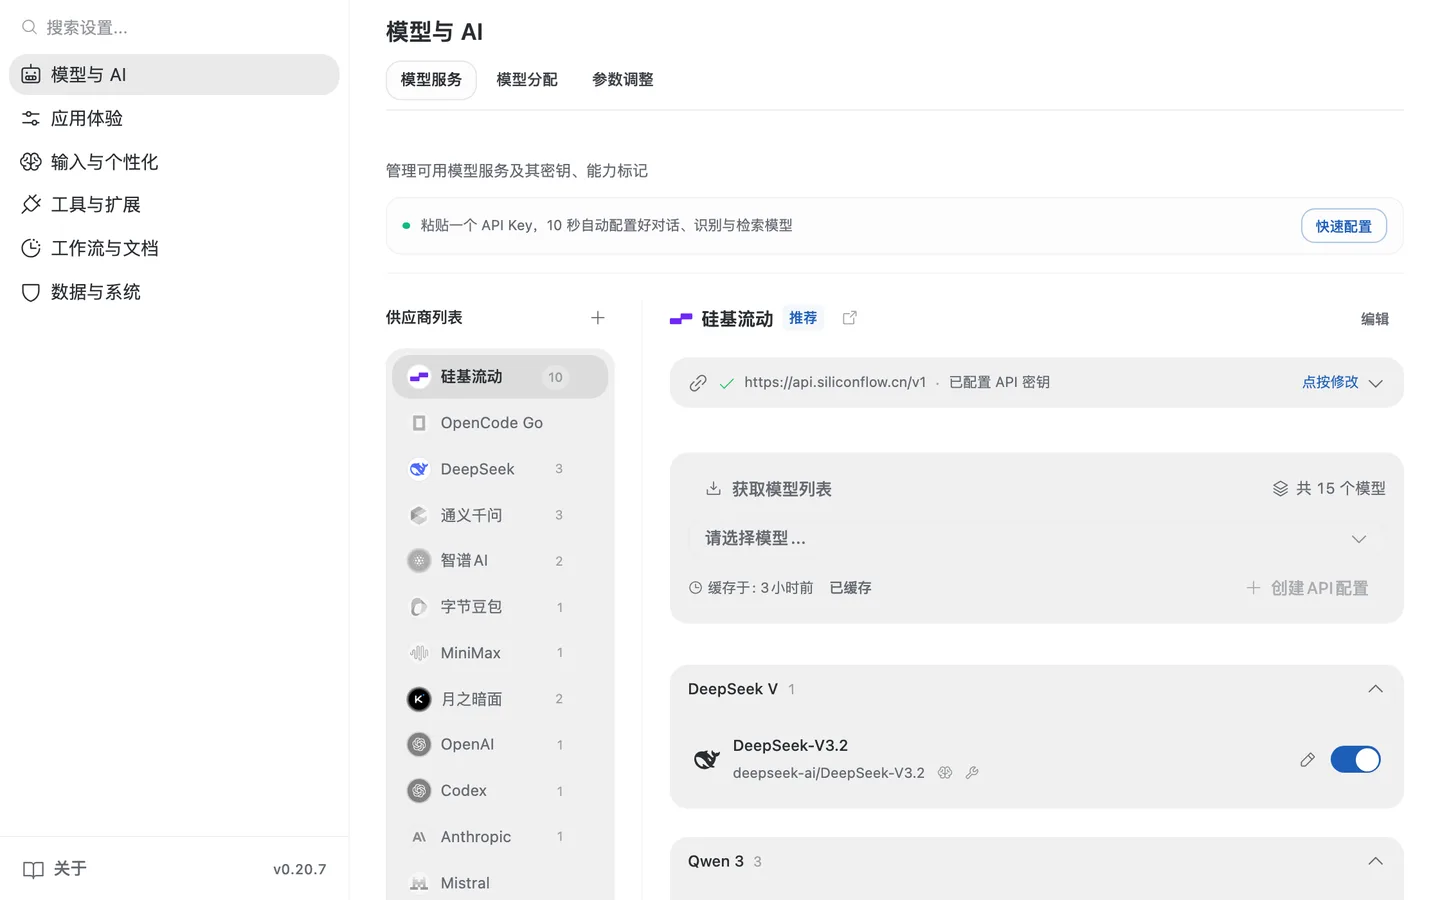 搜索设置...
模型与 AI
应用体验
输入与个性化
工具与扩展
工作流与文档
数据与系统
关于
v0.20.7
模型与 AI
模型服务
模型分配
参数调整
管理可用模型服务及其密钥、能力标记
粘贴一个 API Key，10 秒自动配置好对话、识别与检索模型
快速配置
供应商列表
硅基流动 10
OpenCode Go
DeepSeek 3
通义千问 3
智谱AI 2
字节豆包 1
MiniMax 1
月之暗面 2
OpenAI 1
Codex 1
Anthropic 1
Mistral
硅基流动 推荐
编辑
https://api.siliconflow.cn/v1 · 已配置 API 密钥
点按修改
获取模型列表
共 15 个模型
请选择模型...
缓存于: 3小时前 已缓存
创建API配置
DeepSeek V 1
DeepSeek-V3.2
deepseek-ai/DeepSeek-V3.2
Qwen 3 3